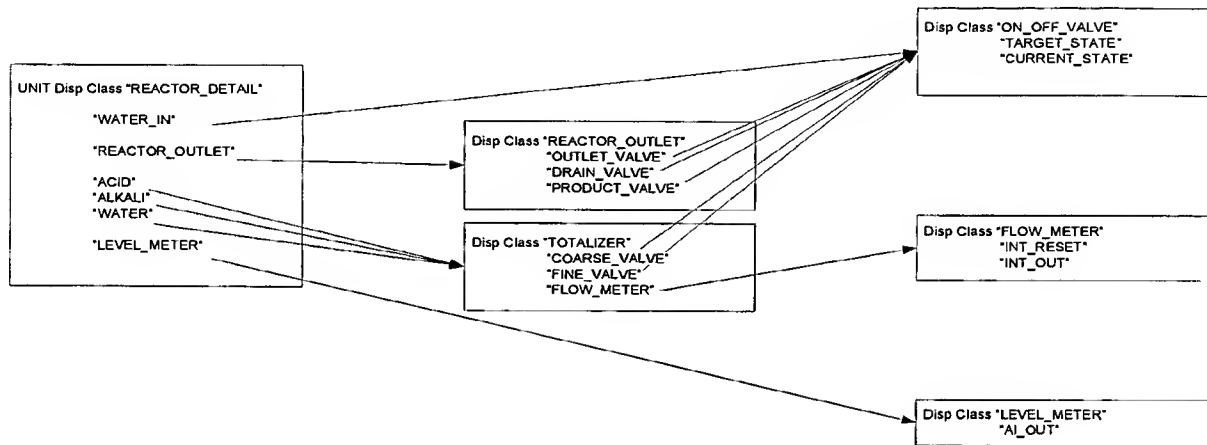 UNIT Disp Class "REACTOR_DETAIL"
"WATER_IN"
"REACTOR_OUTLET"
"ACID"
"ALKALI"
"WATER"
"LEVEL_METER"
Disp Class "REACTOR_OUTLET"
"OUTLET_VALVE"
"DRAIN_VALVE"
"PRODUCT_VALVE"
Disp Class "TOTALIZER"
"COARSE_VALVE"
"FINE_VALVE"
"FLOW_METER"
Disp Class "ON_OFF_VALVE"
"TARGET_STATE"
"CURRENT_STATE"
Disp Class "FLOW_METER"
"INT_RESET"
"INT_OUT"
Disp Class "LEVEL_METER"
"AI_OUT"